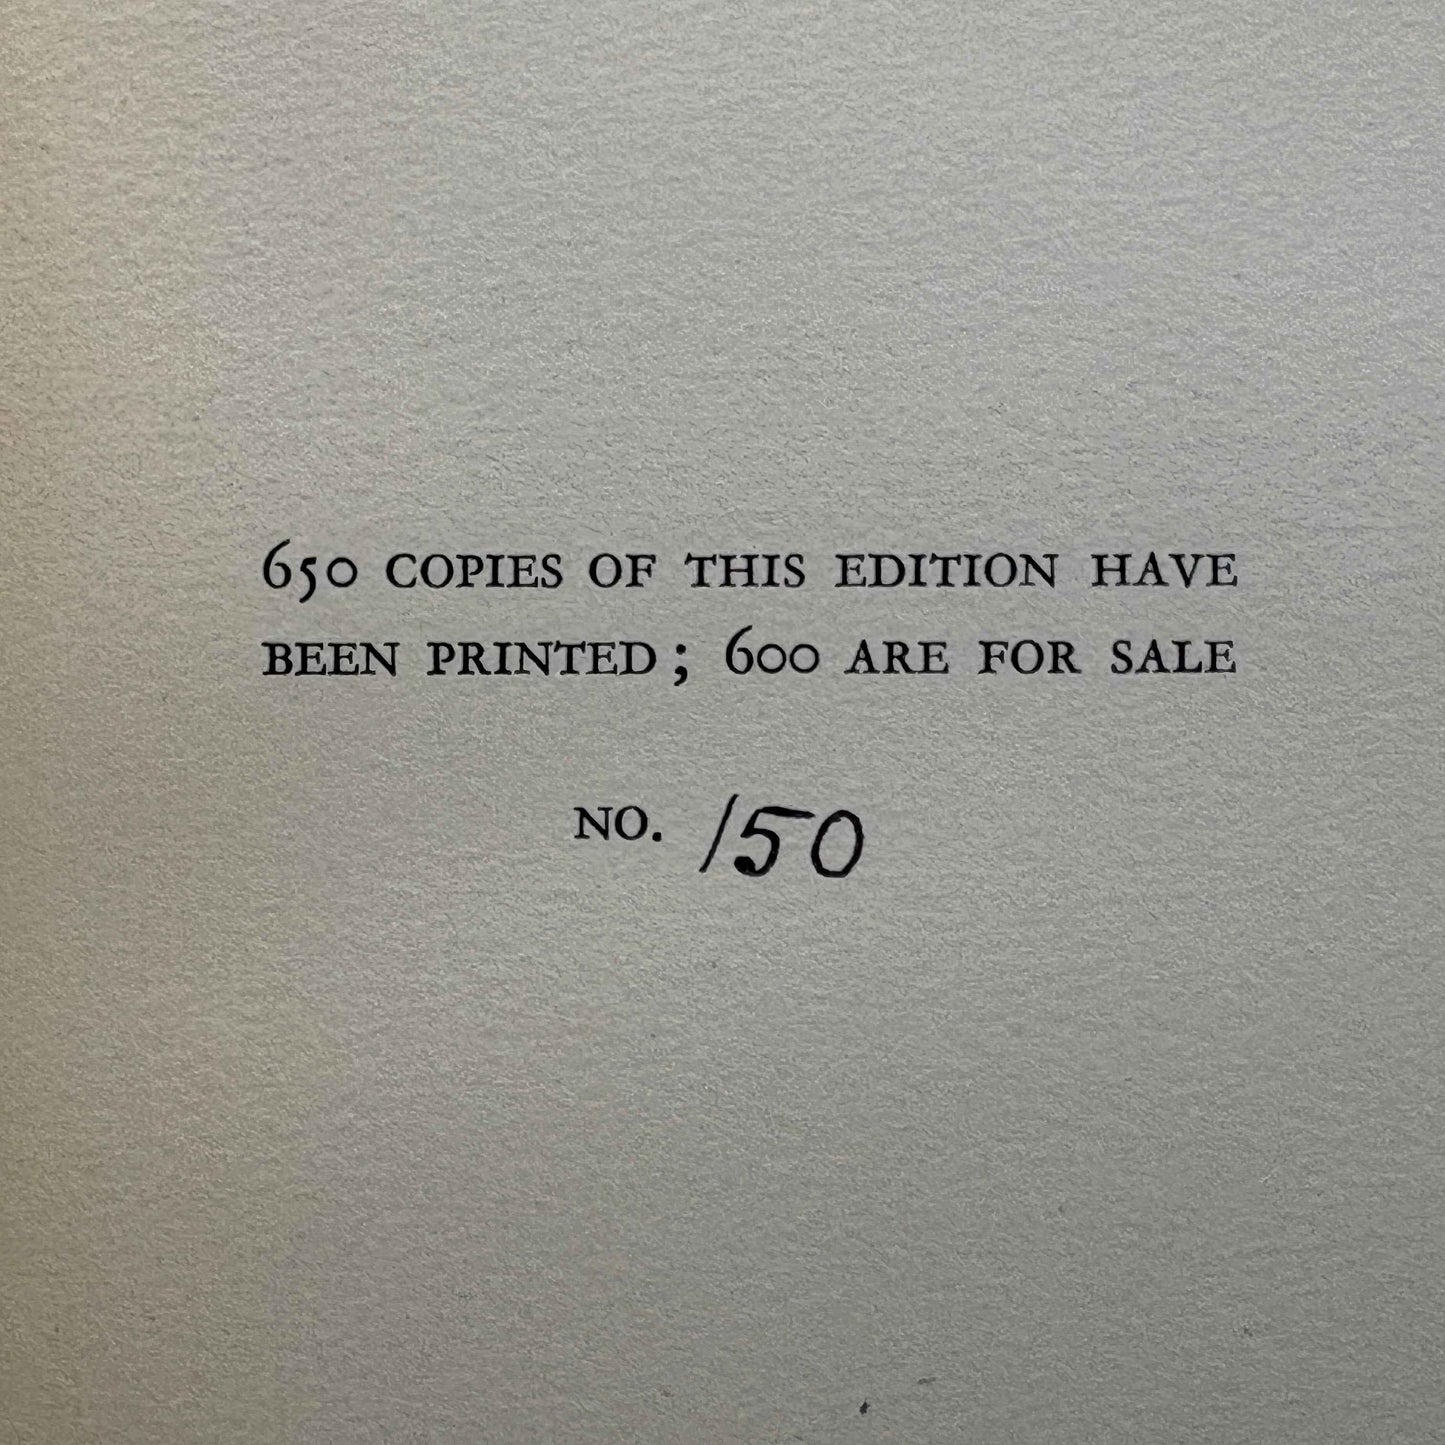 650 COPIES OF THIS EDITION HAVE
BEEN PRINTED; 600 ARE FOR SALE
NO. 150